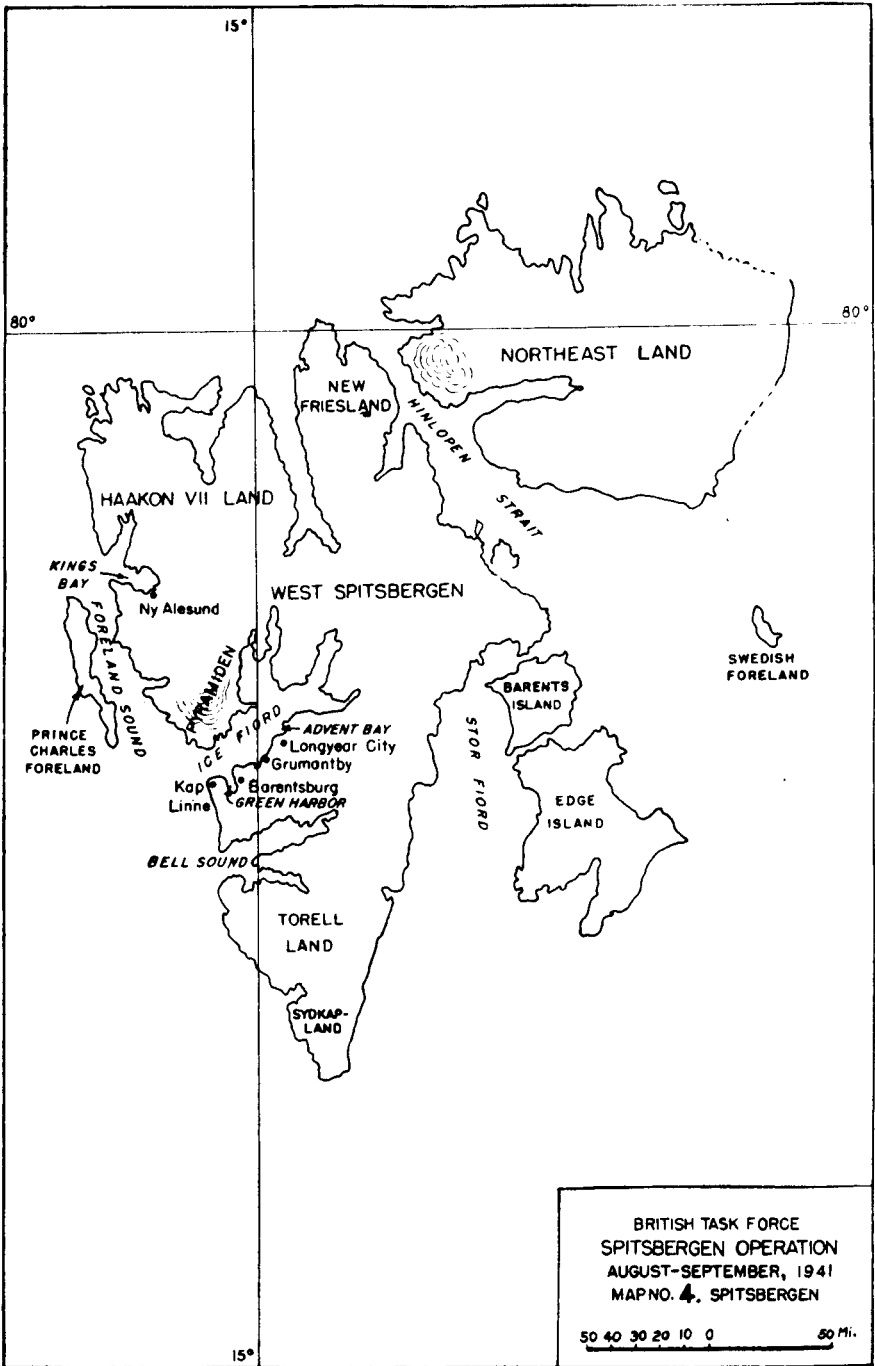 15°
80°
80°
NORTHEAST LAND
NEW
FRIESLAND
HINLOPEN
STRAIT
HAAKON VII LAND
KINGS
BAY
Ny Alesund
WEST SPITSBERGEN
FORELAND SOUND
PYRAMIDEN
SWEDISH
FORELAND
BARENTS
ISLAND
PRINCE
CHARLES
FORELAND
ICE FIORD
ADVENT BAY
Longyear City
Grumantby
STOR FIORD
Kap
Linne
Barentsburg
GREEN HARBOR
EDGE
ISLAND
BELL SOUND
TORELL
LAND
SYDKAP-
LAND
15°
BRITISH TASK FORCE
SPITSBERGEN OPERATION
AUGUST-SEPTEMBER, 1941
MAP NO. 4. SPITSBERGEN
50 40 30 20 10 0 50 Mi.